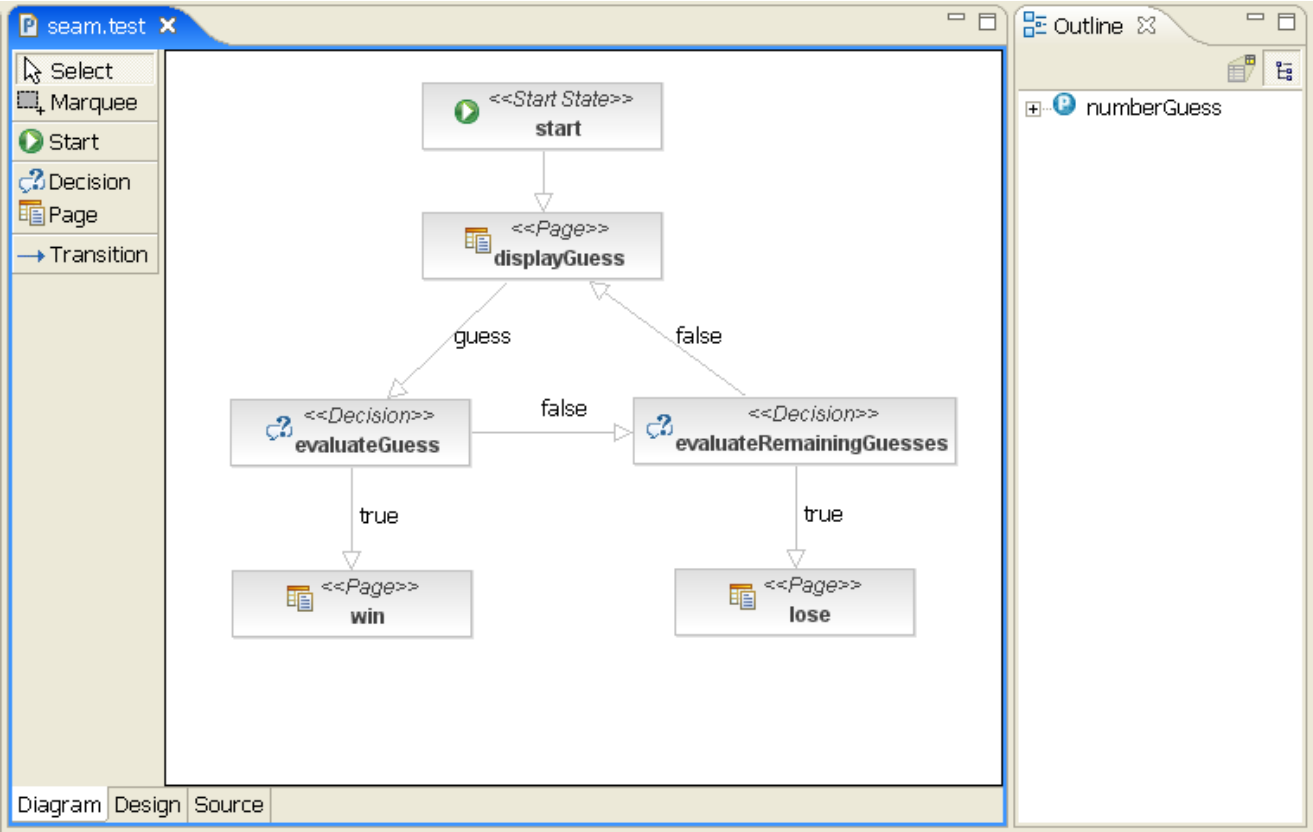 seam.test
Outline
Select
Marquee
Start
Decision
Page
Transition
numberGuess
<<Start State>>
start
<<Page>>
displayGuess
guess
false
<<Decision>>
evaluateGuess
false
<<Decision>>
evaluateRemainingGuesses
true
true
<<Page>>
win
<<Page>>
lose
Diagram
Design
Source